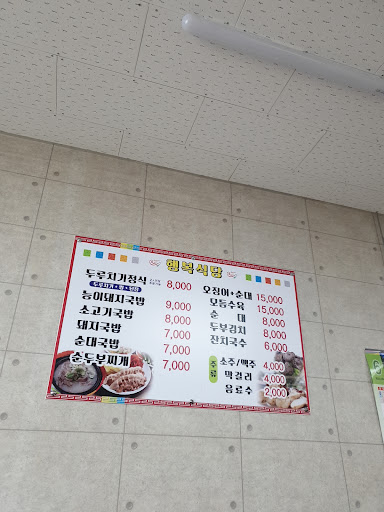 행복식당
두루치기정식 8,000
능이돼지국밥 9,000
소고기국밥 8,000
돼지국밥 7,000
순대국밥 7,000
순두부찌개 7,000
오징어+순대 15,000
모둠수육 15,000
순대 8,000
두부김치 8,000
잔치국수 6,000
주류
소주/맥주 4,000
막걸리 4,000
음료수 2,000